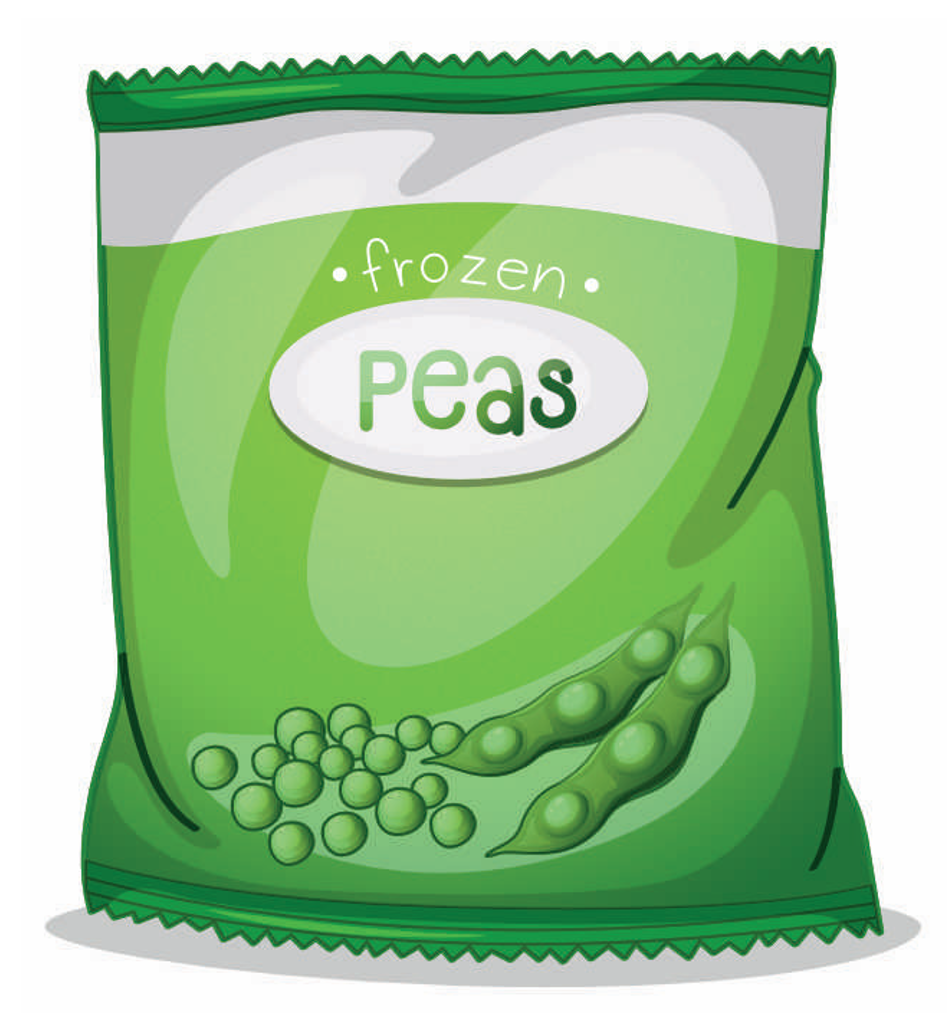 • frozen •
Peas